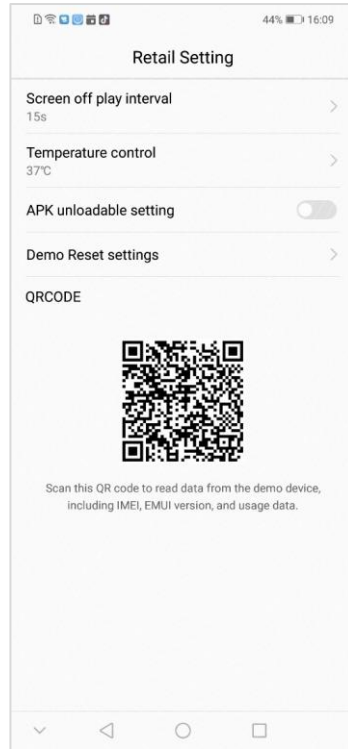 44% 16:09
Retail Setting
Screen off play interval
15s
Temperature control
37℃
APK unloadable setting
Demo Reset settings
QRCODE
Scan this QR code to read data from the demo device,
including IMEI, EMUI version, and usage data.